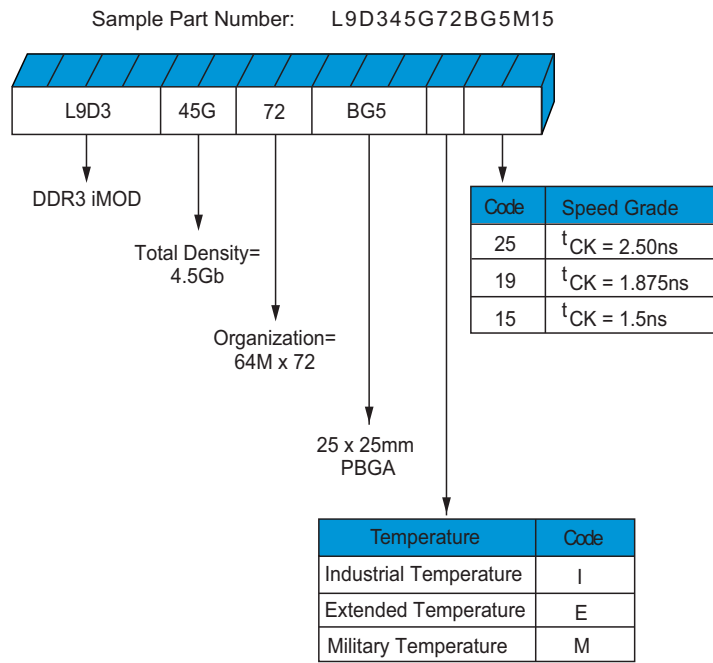 Sample Part Number: L9D345G72BG5M15
L9D3 45G 72 BG5
DDR3 iMOD
Total Density=
4.5Gb
Organization=
64M x 72
25 x 25mm
PBGA
Code Speed Grade
25 tCK = 2.50ns
19 tCK = 1.875ns
15 tCK = 1.5ns
Temperature Code
Industrial Temperature I
Extended Temperature E
Military Temperature M